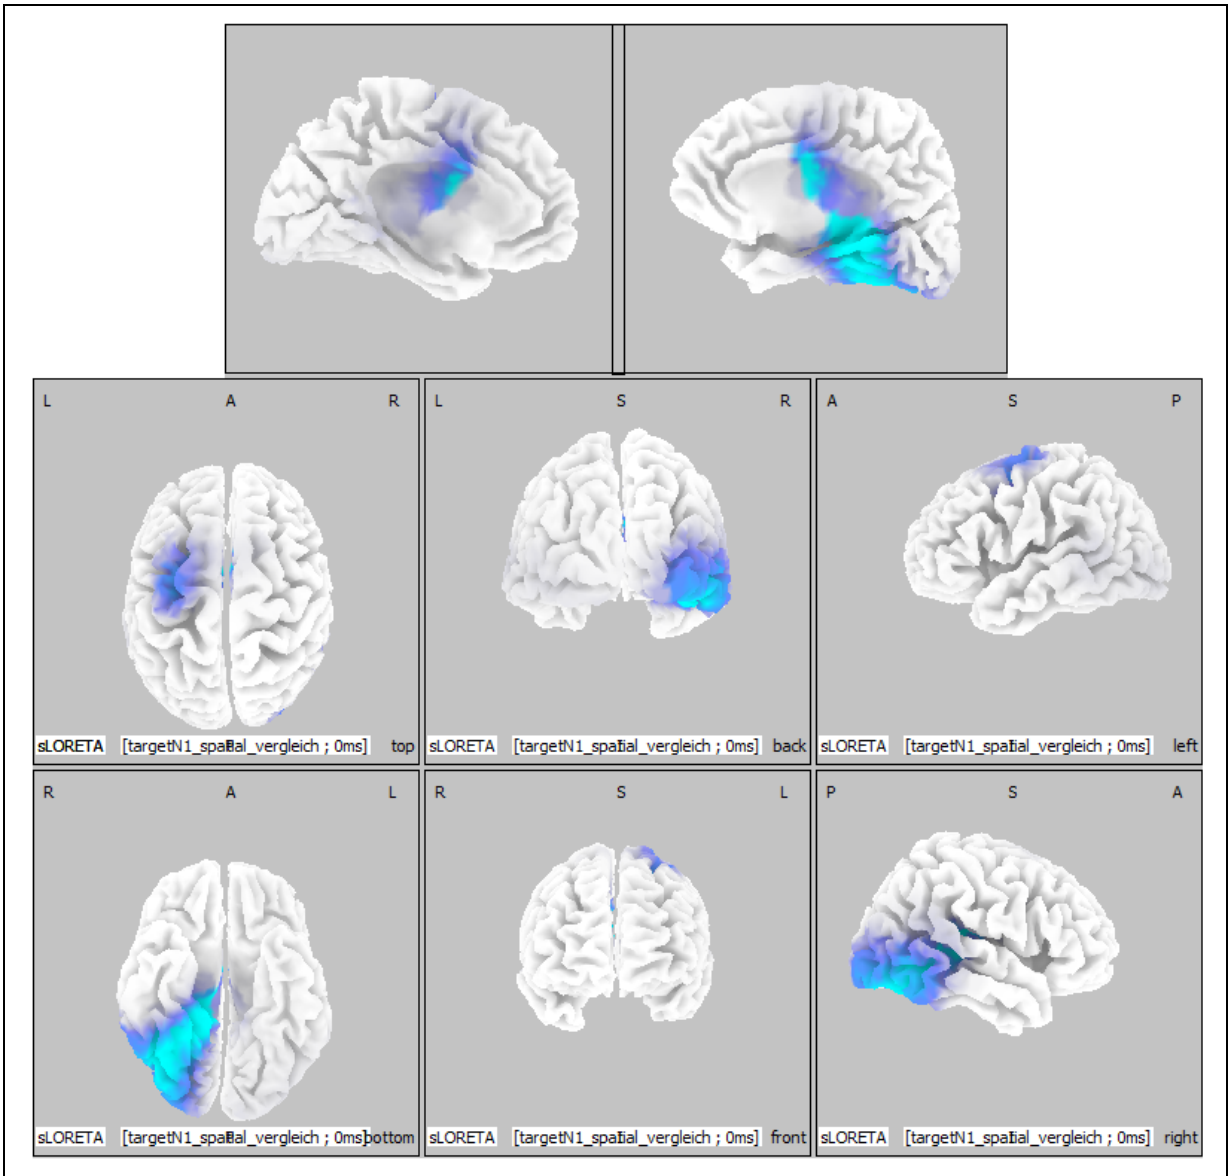 L A R
L S R
A S P
sLORETA [targetN1_spatial_vergleich ; 0ms] top
sLORETA [targetN1_spatial_vergleich ; 0ms] back
sLORETA [targetN1_spatial_vergleich ; 0ms] left
R A L
R S L
P S A
sLORETA [targetN1_spatial_vergleich ; 0ms] bottom
sLORETA [targetN1_spatial_vergleich ; 0ms] front
sLORETA [targetN1_spatial_vergleich ; 0ms] right